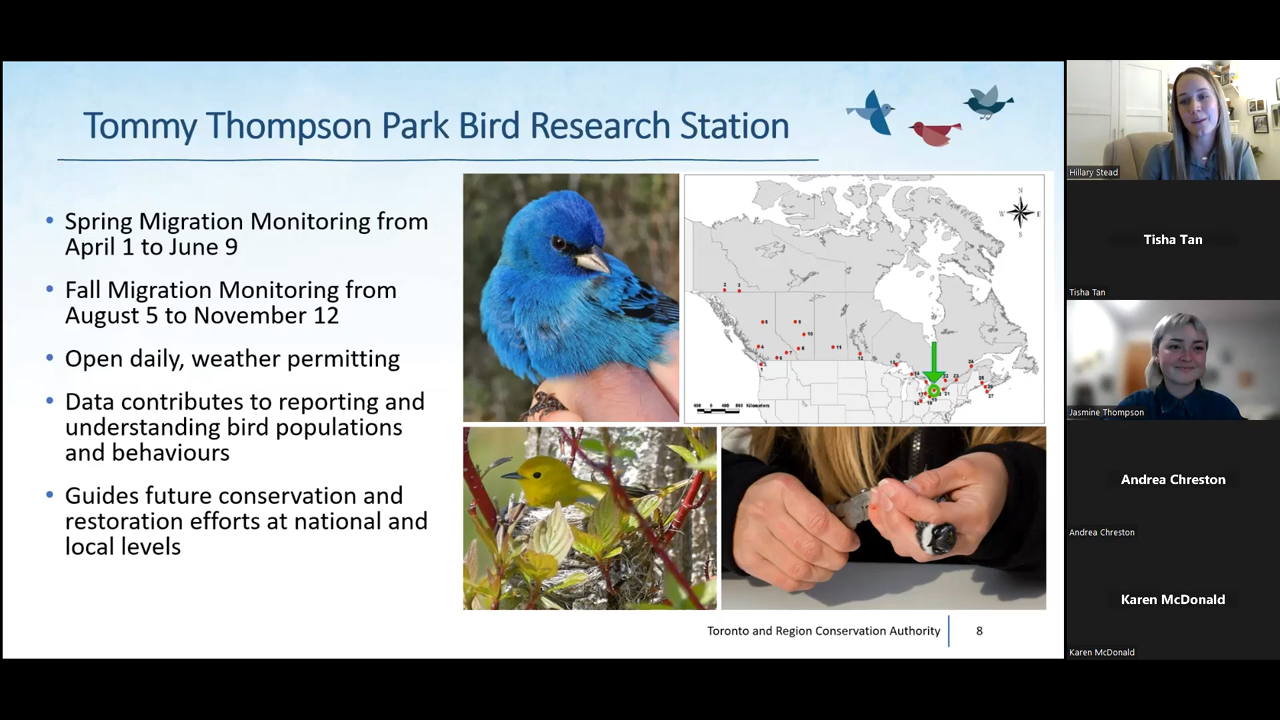 Tommy Thompson Park Bird Research Station
Spring Migration Monitoring from
April 1 to June 9
Fall Migration Monitoring from
August 5 to November 12
Open daily, weather permitting
Data contributes to reporting and
understanding bird populations
and behaviours
Guides future conservation and
restoration efforts at national and
local levels
N
W
E
S
Kilometers
Toronto and Region Conservation Authority
8
Hillary Stead
Tisha Tan
Tisha Tan
Jasmine Thompson
Andrea Chreston
Andrea Chreston
Karen McDonald
Karen McDonald